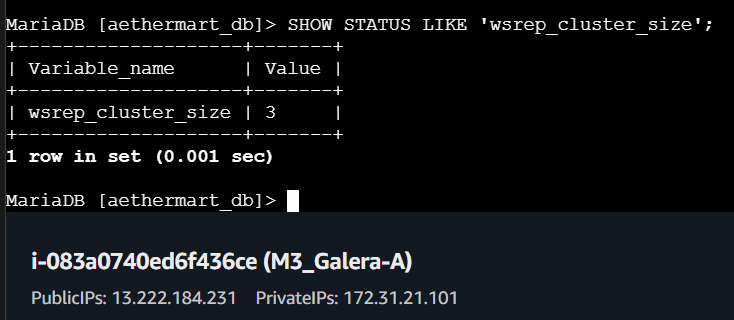 MariaDB [aethermart_db]> SHOW STATUS LIKE 'wsrep_cluster_size';
+--------------------+-------+
| Variable_name      | Value |
+--------------------+-------+
| wsrep_cluster_size | 3     |
+--------------------+-------+
1 row in set (0.001 sec)
MariaDB [aethermart_db]>
i-083a0740ed6f436ce (M3_Galera-A)
PublicIPs: 13.222.184.231 PrivateIPs: 172.31.21.101